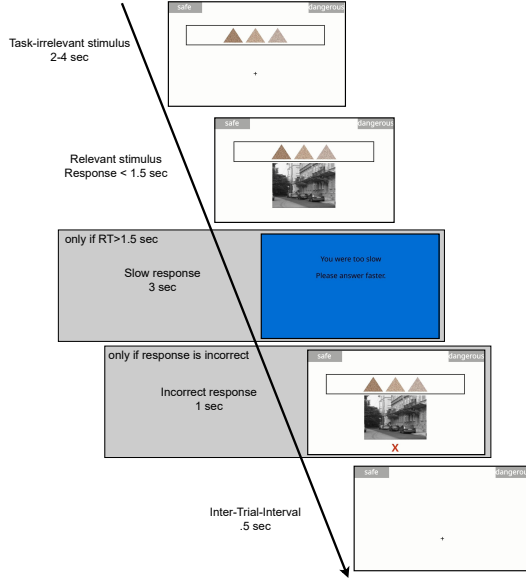 safe dangerous
Task-irrelevant stimulus
2-4 sec
safe dangerous
Relevant stimulus
Response < 1.5 sec
only if RT>1.5 sec
You were too slow
Please answer faster.
Slow response
3 sec
only if response is incorrect
safe dangerous
Incorrect response
1 sec
X
safe dangerou
Inter-Trial-Interval
.5 sec